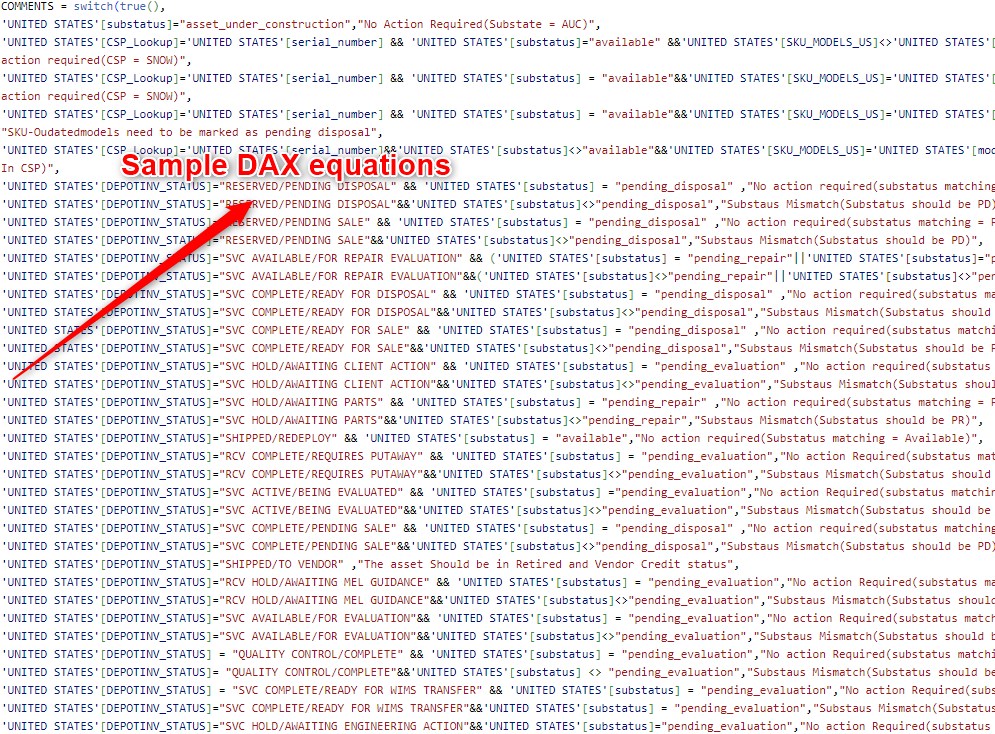 COMMENTS = switch(true(),
'UNITED STATES'[substatus]="asset_under_construction","No Action Required(Substate = AUC)",
'UNITED STATES'[CSP_Lookup]='UNITED STATES'[serial_number] && 'UNITED STATES'[substatus]="available" &&'UNITED STATES'[SKU_MODELS_US]<>'UNITED STATES'[
action required(CSP = SNOW)",
'UNITED STATES'[CSP_Lookup]='UNITED STATES'[serial_number] && 'UNITED STATES'[substatus] = "available"&&'UNITED STATES'[SKU_MODELS_US]='UNITED STATES'[
action required(CSP = SNOW)",
'UNITED STATES'[CSP_Lookup]='UNITED STATES'[serial_number] && 'UNITED STATES'[substatus] = "available"&&'UNITED STATES'[SKU_MODELS_US]='UNITED STATES'[
"SKU-Oudatedmodels need to be marked as pending disposal",
'UNITED STATES'[CSP_Lookup]='UNITED STATES'[serial_number]&&'UNITED STATES'[substatus]<>"available"&&'UNITED STATES'[SKU_MODELS_US]='UNITED STATES'[mod
Sample DAX equations
In CSP)",
'UNITED STATES'[DEPOTINV_STATUS]="RESERVED/PENDING DISPOSAL" && 'UNITED STATES'[substatus] = "pending_disposal" ,"No action required(substatus matching
'UNITED STATES'[DEPOTINV_STATUS]="RESERVED/PENDING DISPOSAL"&&'UNITED STATES'[substatus]<>"pending_disposal","Substaus Mismatch(Substatus should be PD)
'UNITED STATES'[DEPOTINV_STATUS]="RESERVED/PENDING SALE" && 'UNITED STATES'[substatus] = "pending_disposal" ,"No action required(substatus matching = P
'UNITED STATES'[DEPOTINV_STATUS]="RESERVED/PENDING SALE"&&'UNITED STATES'[substatus]<>"pending_disposal","Substaus Mismatch(Substatus should be PD)",
'UNITED STATES'[DEPOTINV_STATUS]="SVC AVAILABLE/FOR REPAIR EVALUATION" && ('UNITED STATES'[substatus] = "pending_repair"||'UNITED STATES'[substatus]="p
'UNITED STATES'[DEPOTINV_STATUS]="SVC AVAILABLE/FOR REPAIR EVALUATION"&&('UNITED STATES'[substatus]<>"pending_repair"||'UNITED STATES'[substatus]<>"pen
'UNITED STATES'[DEPOTINV_STATUS]="SVC COMPLETE/READY FOR DISPOSAL" && 'UNITED STATES'[substatus] = "pending_disposal" ,"No action required(substatus ma
'UNITED STATES'[DEPOTINV_STATUS]="SVC COMPLETE/READY FOR DISPOSAL"&&'UNITED STATES'[substatus]<>"pending_disposal","Substaus Mismatch(Substatus should
'UNITED STATES'[DEPOTINV_STATUS]="SVC COMPLETE/READY FOR SALE" && 'UNITED STATES'[substatus] = "pending_disposal" ,"No action required(substatus matchi
'UNITED STATES'[DEPOTINV_STATUS]="SVC COMPLETE/READY FOR SALE"&&'UNITED STATES'[substatus]<>"pending_disposal","Substaus Mismatch(Substatus should be P
'UNITED STATES'[DEPOTINV_STATUS]="SVC HOLD/AWAITING CLIENT ACTION" && 'UNITED STATES'[substatus] = "pending_evaluation" ,"No action required(substatus
'UNITED STATES'[DEPOTINV_STATUS]="SVC HOLD/AWAITING CLIENT ACTION"&&'UNITED STATES'[substatus]<>"pending_evaluation","Substaus Mismatch(Substatus shoul
'UNITED STATES'[DEPOTINV_STATUS]="SVC HOLD/AWAITING PARTS" && 'UNITED STATES'[substatus] = "pending_repair" ,"No action required(substatus matching = P
'UNITED STATES'[DEPOTINV_STATUS]="SVC HOLD/AWAITING PARTS"&&'UNITED STATES'[substatus]<>"pending_repair","Substaus Mismatch(Substatus should be PR)",
'UNITED STATES'[DEPOTINV_STATUS]="SHIPPED/REDEPLOY" && 'UNITED STATES'[substatus] = "available","No action required(Substaus matching = Available)",
'UNITED STATES'[DEPOTINV_STATUS]="RCV COMPLETE/REQUIRES PUTAWAY" && 'UNITED STATES'[substatus] = "pending_evaluation","No action Required(substatus mat
'UNITED STATES'[DEPOTINV_STATUS]="RCV COMPLETE/REQUIRES PUTAWAY"&&'UNITED STATES'[substatus]<>"pending_evaluation","Substaus Mismatch(Substatus should
'UNITED STATES'[DEPOTINV_STATUS]="SVC ACTIVE/BEING EVALUATED" && 'UNITED STATES'[substatus] ="pending_evaluation","No action Required(substatus matchin
'UNITED STATES'[DEPOTINV_STATUS]="SVC ACTIVE/BEING EVALUATED"&&'UNITED STATES'[substatus]<>"pending_evaluation","Substaus Mismatch(Substatus should be
'UNITED STATES'[DEPOTINV_STATUS]="SVC COMPLETE/PENDING SALE" && 'UNITED STATES'[substatus] = "pending_disposal" ,"No action required(substatus matching
'UNITED STATES'[DEPOTINV_STATUS]="SVC COMPLETE/PENDING SALE"&&'UNITED STATES'[substatus]<>"pending_disposal","Substaus Mismatch(Substatus should be PD)
'UNITED STATES'[DEPOTINV_STATUS]="SHIPPED/TO VENDOR" ,"The asset Should be in Retired and Vendor Credit status",
'UNITED STATES'[DEPOTINV_STATUS]="RCV HOLD/AWAITING MEL GUIDANCE" && 'UNITED STATES'[substatus] = "pending_evaluation","No action Required(substatus ma
'UNITED STATES'[DEPOTINV_STATUS]="RCV HOLD/AWAITING MEL GUIDANCE"&&'UNITED STATES'[substatus]<>"pending_evaluation","Substaus Mismatch(Substatus should
'UNITED STATES'[DEPOTINV_STATUS]="SVC AVAILABLE/FOR EVALUATION" && 'UNITED STATES'[substatus] = "pending_evaluation","No action Required(substatus matc
'UNITED STATES'[DEPOTINV_STATUS]="SVC AVAILABLE/FOR EVALUATION"&&'UNITED STATES'[substatus]<>"pending_evaluation","Substaus Mismatch(Substatus should b
'UNITED STATES'[DEPOTINV_STATUS] = "QUALITY CONTROL/COMPLETE" && 'UNITED STATES'[substatus] = "pending_evaluation","No action Required(substatus matchi
'UNITED STATES'[DEPOTINV_STATUS]= "QUALITY CONTROL/COMPLETE"&&'UNITED STATES'[substatus] <> "pending_evaluation","Substaus Mismatch(Substatus should be
'UNITED STATES'[DEPOTINV_STATUS] = "SVC COMPLETE/READY FOR WIMS TRANSFER" && 'UNITED STATES'[substatus] = "pending_evaluation","No action Required(subs
'UNITED STATES'[DEPOTINV_STATUS]="SVC COMPLETE/READY FOR WIMS TRANSFER"&&'UNITED STATES'[substatus] = "pending_evaluation","Substaus Mismatch(Substatus
'UNITED STATES'[DEPOTINV_STATUS]="SVC HOLD/AWAITING ENGINEERING ACTION"&&'UNITED STATES'[substatus]="pending_evaluation","No action Required(substatus